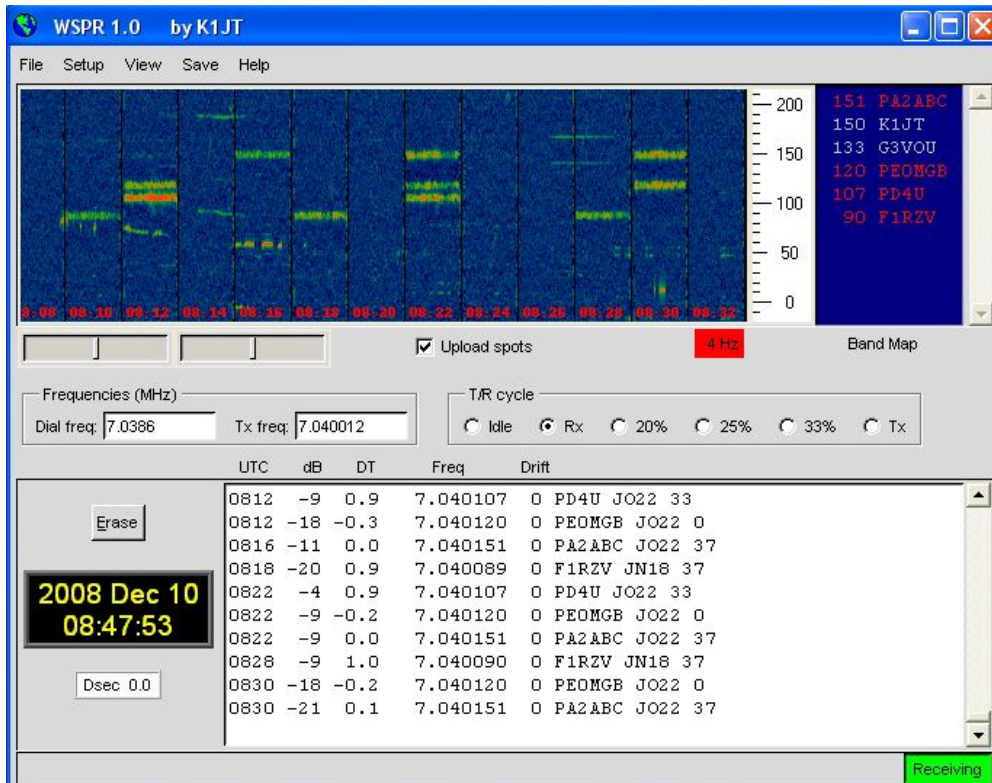 WSPR 1.0 by K1JT
File Setup View Save Help
200
150
100
50
0
8:08 08:10 08:12 08:14 08:16 08:18 08:20 08:22 08:24 08:26 08:28 08:30 08:32
151 PA2ABC
150 K1JT
133 G3VOU
120 PE0MGB
107 PD4U
90 F1RZV
Upload spots
4 Hz
Band Map
Frequencies (MHz)
Dial freq: 7.0386 Tx freq: 7.040012
T/R cycle
Idle Rx 20% 25% 33% Tx
UTC dB DT Freq Drift
0812 -9 0.9 7.040107 0 PD4U JO22 33
0812 -18 -0.3 7.040120 0 PE0MGB JO22 0
0816 -11 0.0 7.040151 0 PA2ABC JO22 37
0818 -20 0.9 7.040089 0 F1RZV JN18 37
0822 -4 0.9 7.040107 0 PD4U JO22 33
0822 -9 -0.2 7.040120 0 PE0MGB JO22 0
0822 -9 0.0 7.040151 0 PA2ABC JO22 37
0828 -9 1.0 7.040090 0 F1RZV JN18 37
0830 -18 -0.2 7.040120 0 PE0MGB JO22 0
0830 -21 0.1 7.040151 0 PA2ABC JO22 37
Erase
2008 Dec 10
08:47:53
Dsec 0.0
Receiving